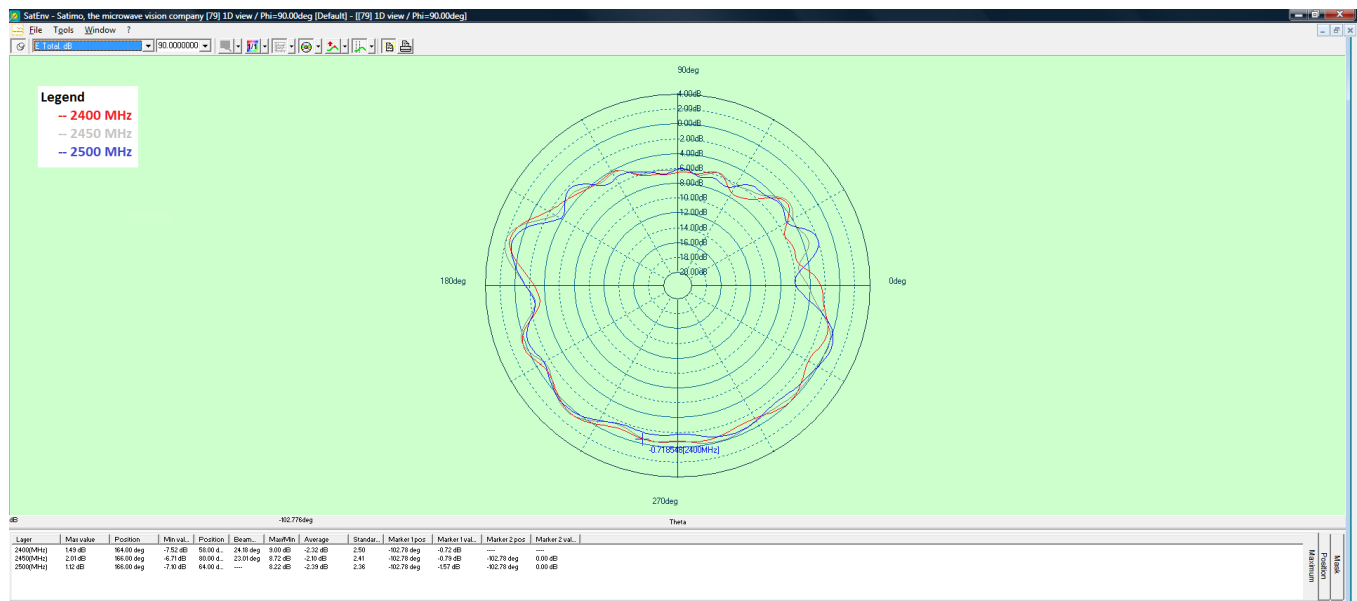 SatEnv - Satimo, the microwave vision company [79] 1D view / Phi=90.00deg [Default] - [[79] 1D view / Phi=90.00deg]
File Tools Window ?
E Total dB 90.0000000 1/1
Legend
-- 2400 MHz
-- 2450 MHz
-- 2500 MHz
90deg
4.00dB
2.00dB
0.00dB
-2.00dB
-4.00dB
-6.00dB
-8.00dB
-10.00dB
-12.00dB
-14.00dB
-16.00dB
-18.00dB
-20.00dB
180deg
0deg
-0.718548[2400MHz]
270deg
dB -102.776deg Theta
Layer Max value Position Min val... Position Beam... Max/Min Average Standar... Marker 1 pos Marker 1 val... Marker 2 pos Marker 2 val...
2400(MHz) 1.49 dB 164.00 deg -7.52 dB 58.00 d... 24.18 deg 9.00 dB -2.32 dB 2.50 -102.78 deg -0.72 dB ---- ----
2450(MHz) 2.01 dB 166.00 deg -6.71 dB 80.00 d... 23.01 deg 8.72 dB -2.10 dB 2.41 -102.78 deg -0.79 dB -102.78 deg 0.00 dB
2500(MHz) 1.12 dB 166.00 deg -7.10 dB 64.00 d... ---- 8.22 dB -2.39 dB 2.36 -102.78 deg -1.57 dB -102.78 deg 0.00 dB
Maximum
Position
Mask